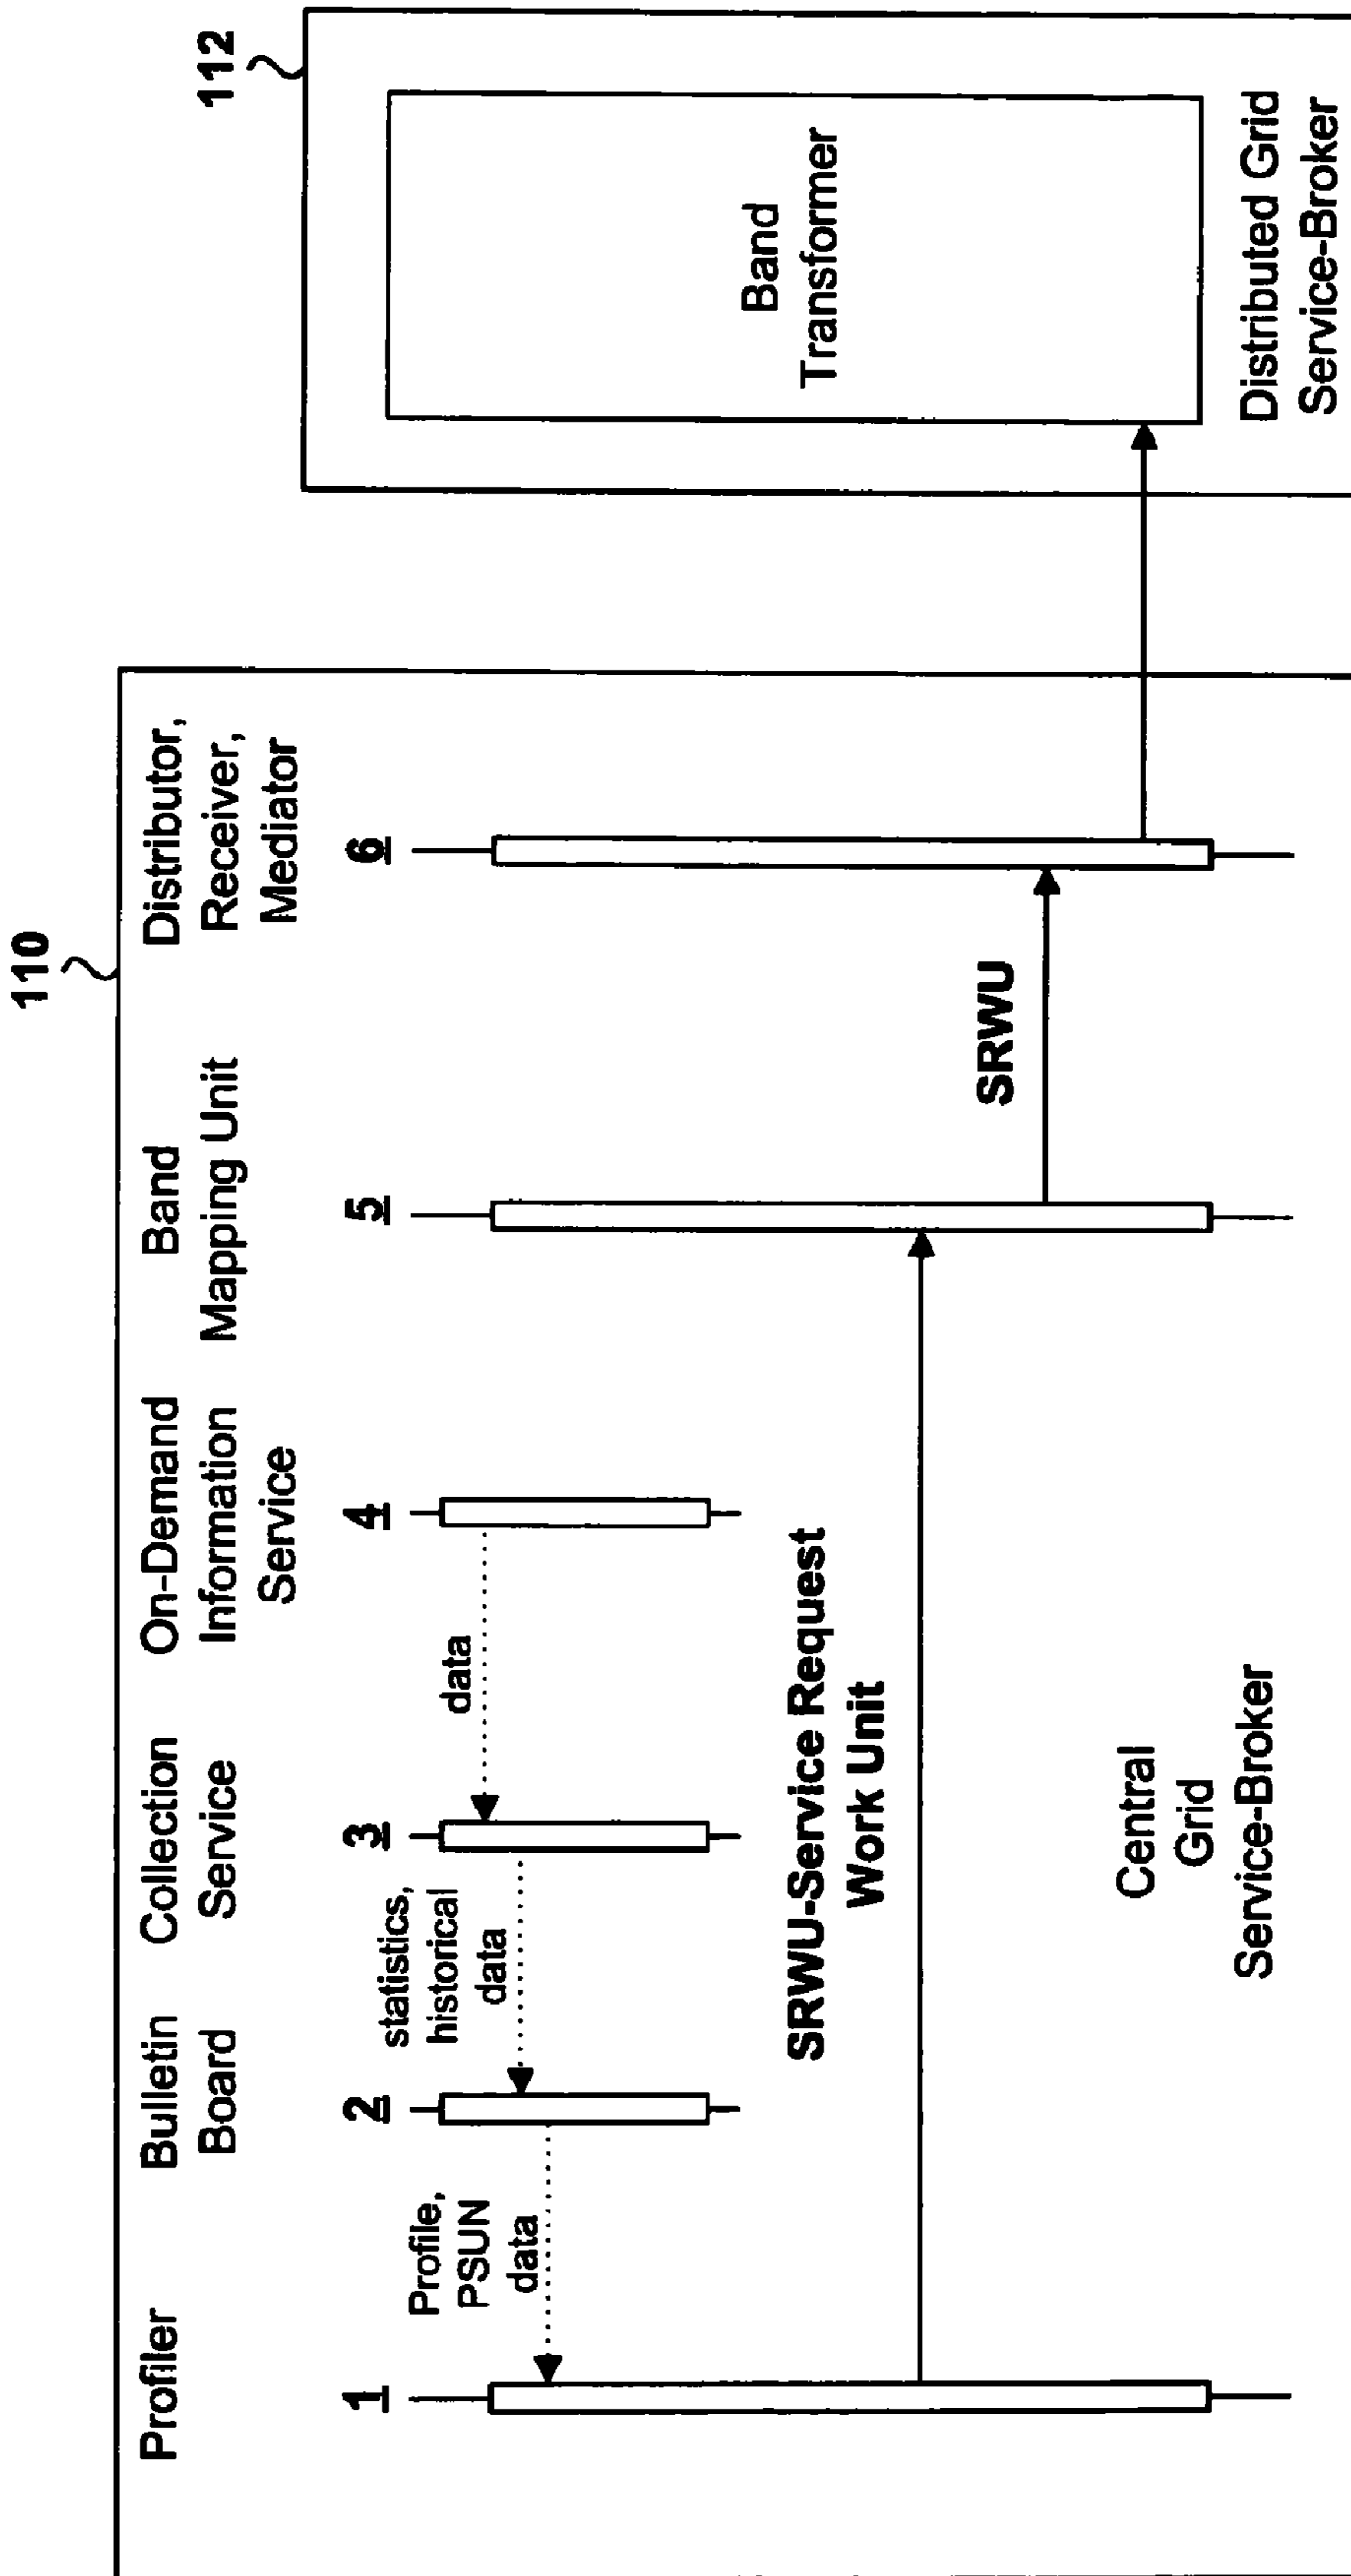 110
112
Profiler
Bulletin
Board
Collection
Service
On-Demand
Information
Service
Band
Mapping Unit
Distributor,
Receiver,
Mediator
1
2
3
4
5
6
Profile,
PSUN
data
statistics,
historical
data
data
SRWU-Service Request
Work Unit
SRWU
Central
Grid
Service-Broker
Band
Transformer
Distributed Grid
Service-Broker